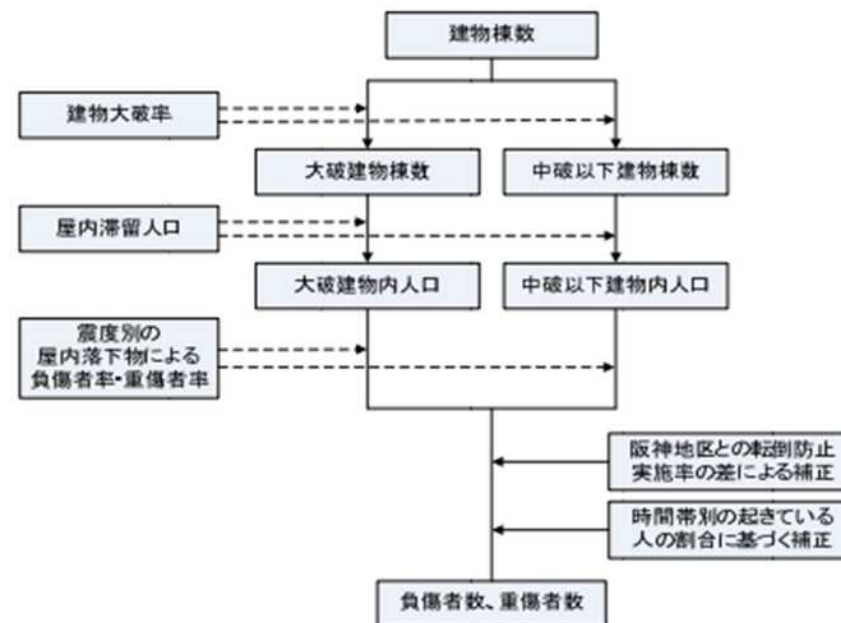 建物棟数
建物大破率
大破建物棟数
中破以下建物棟数
屋内滞留人口
大破建物内人口
中破以下建物内人口
震度別の
屋内落下物による
負傷者率・重傷者率
阪神地区との転倒防止
実施率の差による補正
時間帯別の起きている
人の割合に基づく補正
負傷者数、重傷者数